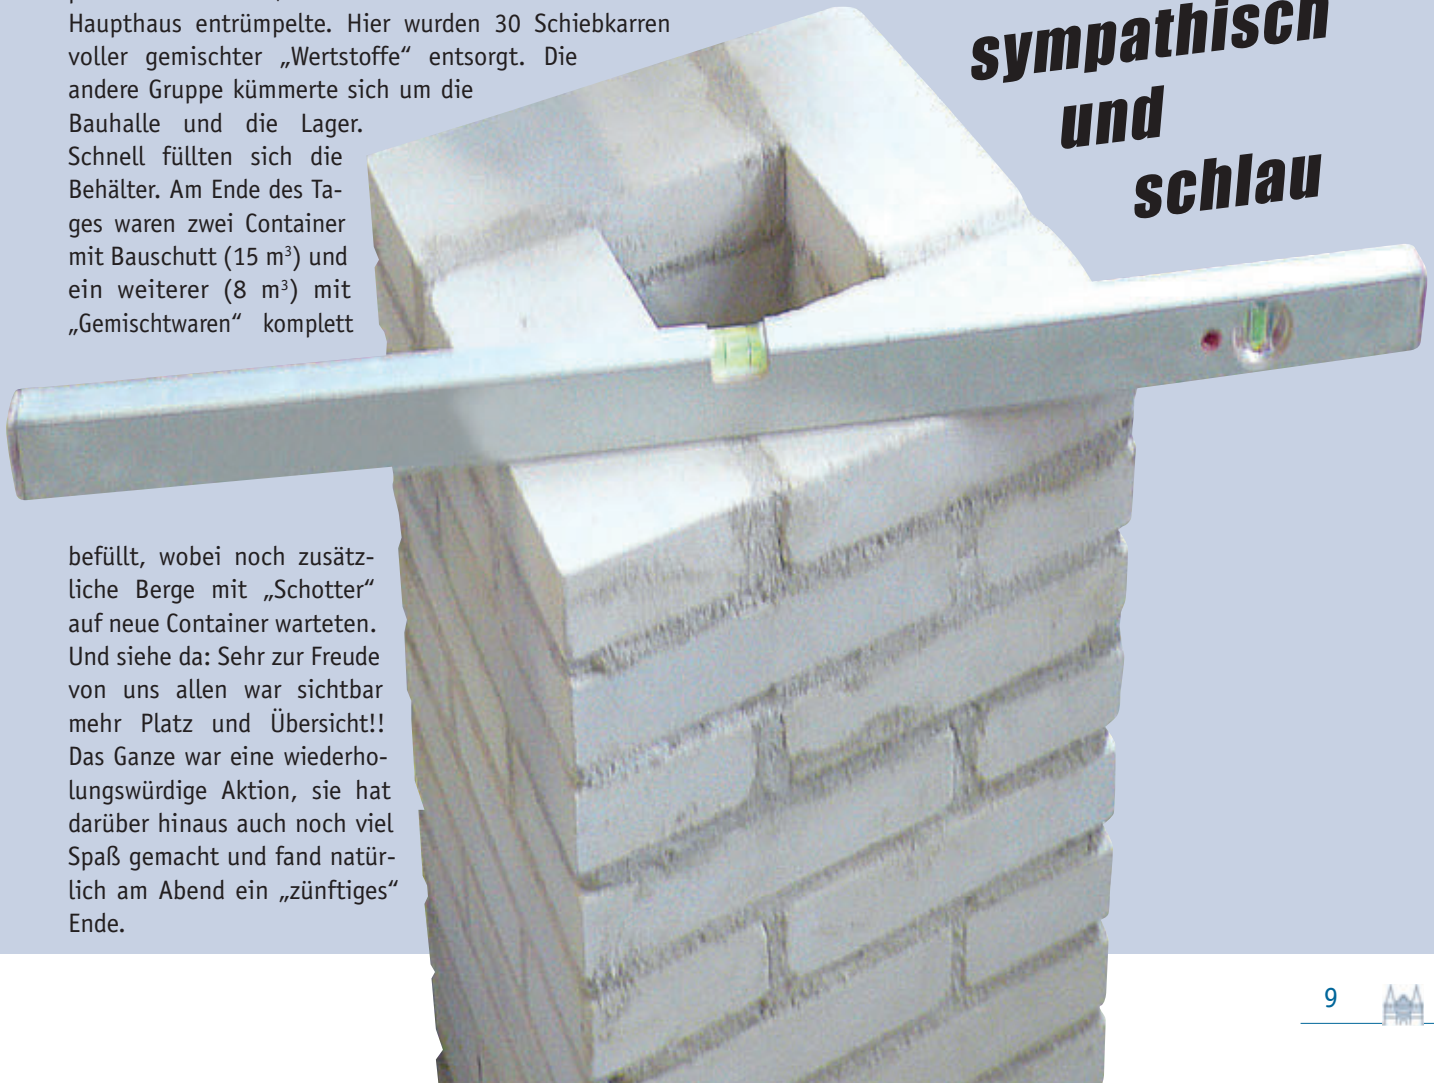 Haupthaus entrümpelte. Hier wurden 30 Schiebkarren
voller gemischter „Wertstoffe“ entsorgt. Die
andere Gruppe kümmerte sich um die
Bauhalle und die Lager.
Schnell füllten sich die
Behälter. Am Ende des Ta-
ges waren zwei Container
mit Bauschutt (15 m³) und
ein weiterer (8 m³) mit
„Gemischtwaren“ komplett
befüllt, wobei noch zusätz-
liche Berge mit „Schotter“
auf neue Container warteten.
Und siehe da: Sehr zur Freude
von uns allen war sichtbar
mehr Platz und Übersicht!!
Das Ganze war eine wiederho-
lungswürdige Aktion, sie hat
darüber hinaus auch noch viel
Spaß gemacht und fand natür-
lich am Abend ein „zünftiges“
Ende.
sympathisch
und
schlau
9